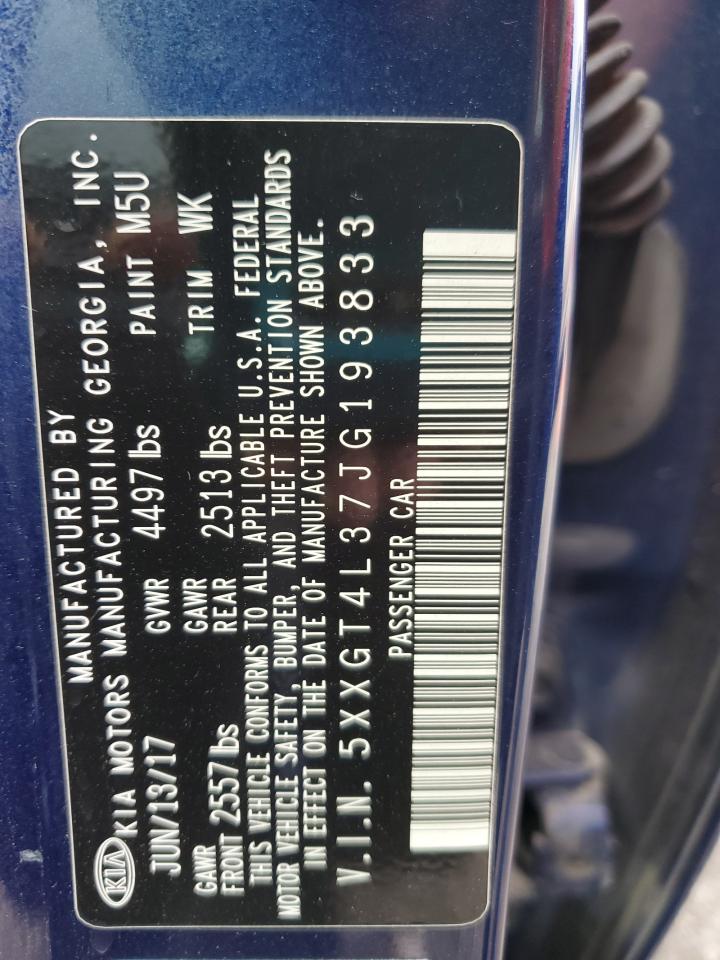 MANUFACTURED BY
KIA KIA MOTORS MANUFACTURING GEORGIA, INC.
JUN/13/17 GVWR 4497 lbs PAINT M5U
GAWR FRONT 2557 lbs GAWR REAR 2513 lbs TRIM WK
THIS VEHICLE CONFORMS TO ALL APPLICABLE U.S.A. FEDERAL
MOTOR VEHICLE SAFETY, BUMPER, AND THEFT PREVENTION STANDARDS
IN EFFECT ON THE DATE OF MANUFACTURE SHOWN ABOVE.
V.I.N. 5XXGT4L37JG193833
PASSENGER CAR